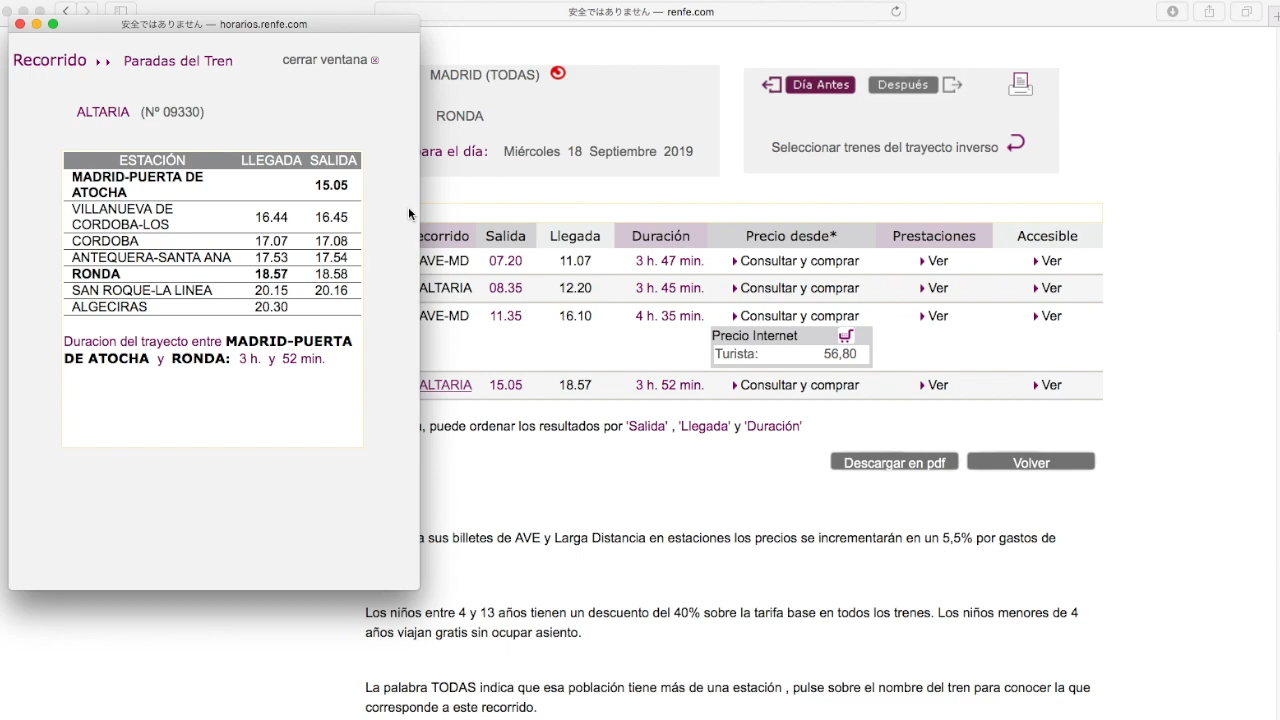 安全ではありません — horarios.renfe.com
Recorrido Paradas del Tren cerrar ventana
ALTARIA (Nº 09330)
ESTACIÓN LLEGADA SALIDA
MADRID-PUERTA DE
ATOCHA 15.05
VILLANUEVA DE
CORDOBA-LOS 16.44 16.45
CORDOBA 17.07 17.08
ANTEQUERA-SANTA ANA 17.53 17.54
RONDA 18.57 18.58
SAN ROQUE-LA LINEA 20.15 20.16
ALGECIRAS 20.30
Duracion del trayecto entre MADRID-PUERTA
DE ATOCHA y RONDA: 3 h. y 52 min.
安全ではありません — renfe.com
MADRID (TODAS)
RONDA
ara el día: Miércoles 18 Septiembre 2019
Día Antes Después
Seleccionar trenes del trayecto inverso
ecorrido Salida Llegada Duración Precio desde* Prestaciones Accesible
AVE-MD 07.20 11.07 3 h. 47 min. Consultar y comprar Ver Ver
ALTARIA 08.35 12.20 3 h. 45 min. Consultar y comprar Ver Ver
AVE-MD 11.35 16.10 4 h. 35 min. Consultar y comprar Ver Ver
Precio Internet
Turista: 56,80
ALTARIA 15.05 18.57 3 h. 52 min. Consultar y comprar Ver Ver
, puede ordenar los resultados por 'Salida' , 'Llegada' y 'Duración'
Descargar en pdf Volver
a sus billetes de AVE y Larga Distancia en estaciones los precios se incrementarán en un 5,5% por gastos de
Los niños entre 4 y 13 años tienen un descuento del 40% sobre la tarifa base en todos los trenes. Los niños menores de 4
años viajan gratis sin ocupar asiento.
La palabra TODAS indica que esa población tiene más de una estación , pulse sobre el nombre del tren para conocer la que
corresponde a este recorrido.